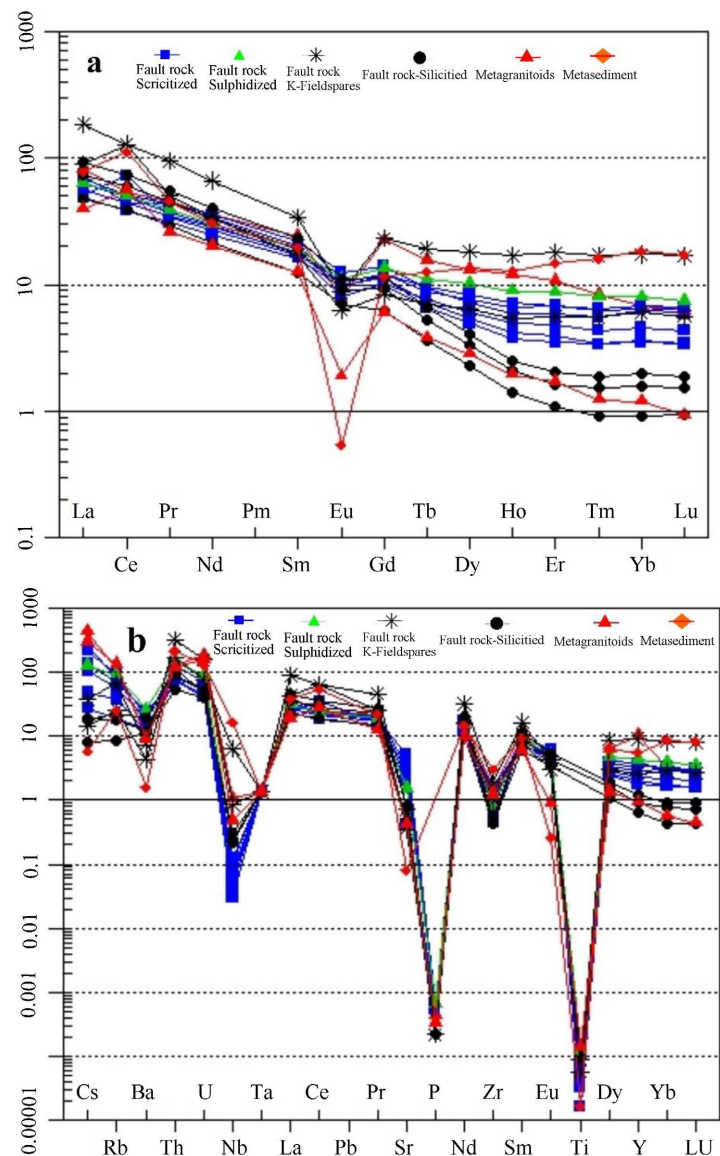 1000
100
10
1
0.1
a
Fault rock
Scricitized
Fault rock
Sulphidized
Fault rock
K-Fieldspares
Fault rock-Silicitied
Metagranitoids
Metasediment
La Pr Pm Eu Tb Ho Tm Lu
Ce Nd Sm Gd Dy Er Yb
1000
100
10
1
0.1
0.01
0.001
0.00001
b
Fault rock
Scricitized
Fault rock
Sulphidized
Fault rock
K-Fieldspares
Fault rock-Silicitied
Metagranitoids
Metasediment
Cs Ba U Ta Ce Pr P Zr Eu Dy Yb
Rb Th Nb La Pb Sr Nd Sm Ti Y LU